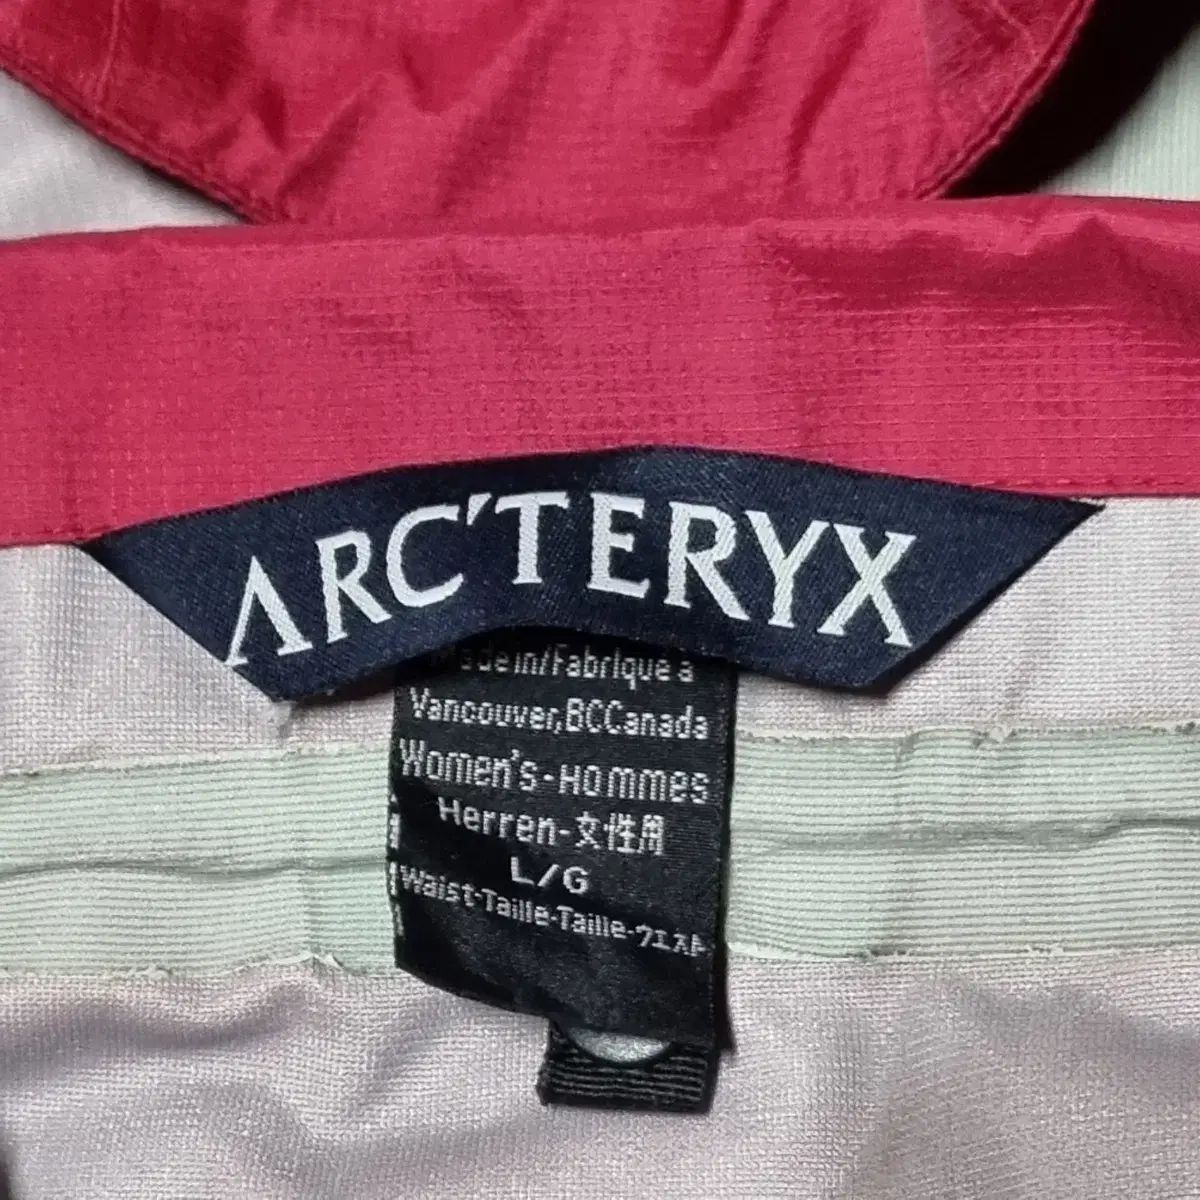 ARC'TERYX
Made in/Fabriqué à
Vancouver,BCCanada
Women's-Hommes
Herren-女性用
L/G
Waist-Taille-Taille-ウエスト